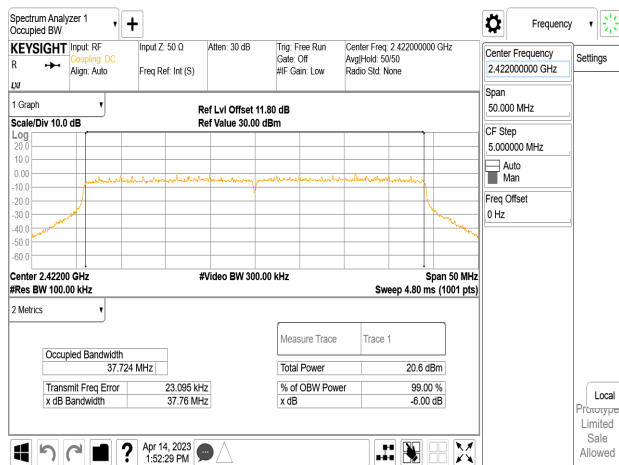 Spectrum Analyzer 1
Occupied BW
Frequency
KEYSIGHT
R
Input: RF
Coupling: DC
Align: Auto
Input Z: 50 Ω
Freq Ref: Int (S)
Atten: 30 dB
Trig: Free Run
Gate: Off
#IF Gain: Low
Center Freq: 2.422000000 GHz
Avg|Hold: 50/50
Radio Std: None
Center Frequency
2.422000000 GHz
Settings
Span
50.000 MHz
CF Step
5.000000 MHz
Auto
Man
Freq Offset
0 Hz
1 Graph
Scale/Div 10.0 dB
Ref Lvl Offset 11.80 dB
Ref Value 30.00 dBm
Log
20.0
10.0
0.00
-10.0
-20.0
-30.0
-40.0
-50.0
-60.0
Center 2.42200 GHz
#Res BW 100.00 kHz
#Video BW 300.00 kHz
Span 50 MHz
Sweep 4.80 ms (1001 pts)
2 Metrics
Measure Trace
Trace 1
Occupied Bandwidth
37.724 MHz
Total Power
20.6 dBm
Transmit Freq Error
23.095 kHz
% of OBW Power
99.00 %
x dB Bandwidth
37.76 MHz
x dB
-6.00 dB
Local
Prototype
Limited
Sale
Allowed
?
Apr 14, 2023
1:52:29 PM